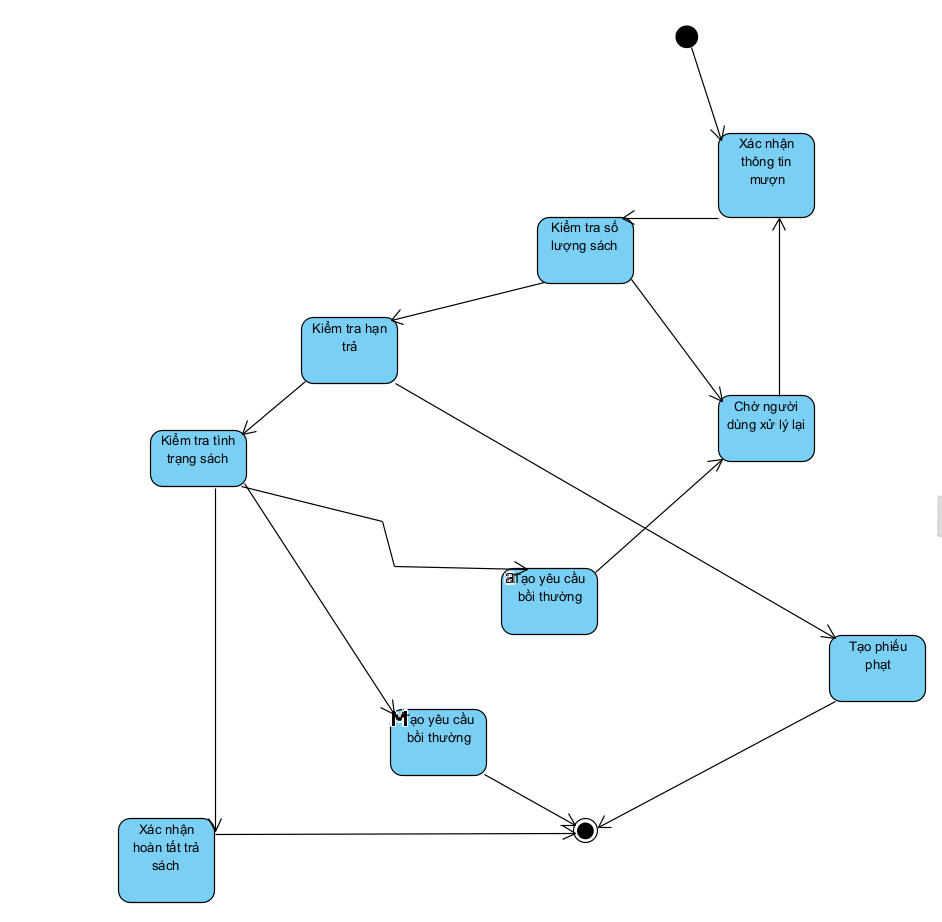 Xác nhận
thông tin
mượn
Kiểm tra số
lượng sách
Kiểm tra hạn
trả
Chờ người
dùng xử lý lại
Kiểm tra tình
trạng sách
a
Tạo yêu cầu
bồi thường
Tạo phiếu
phạt
M
Tạo yêu cầu
bồi thường
Xác nhận
hoàn tất trả
sách